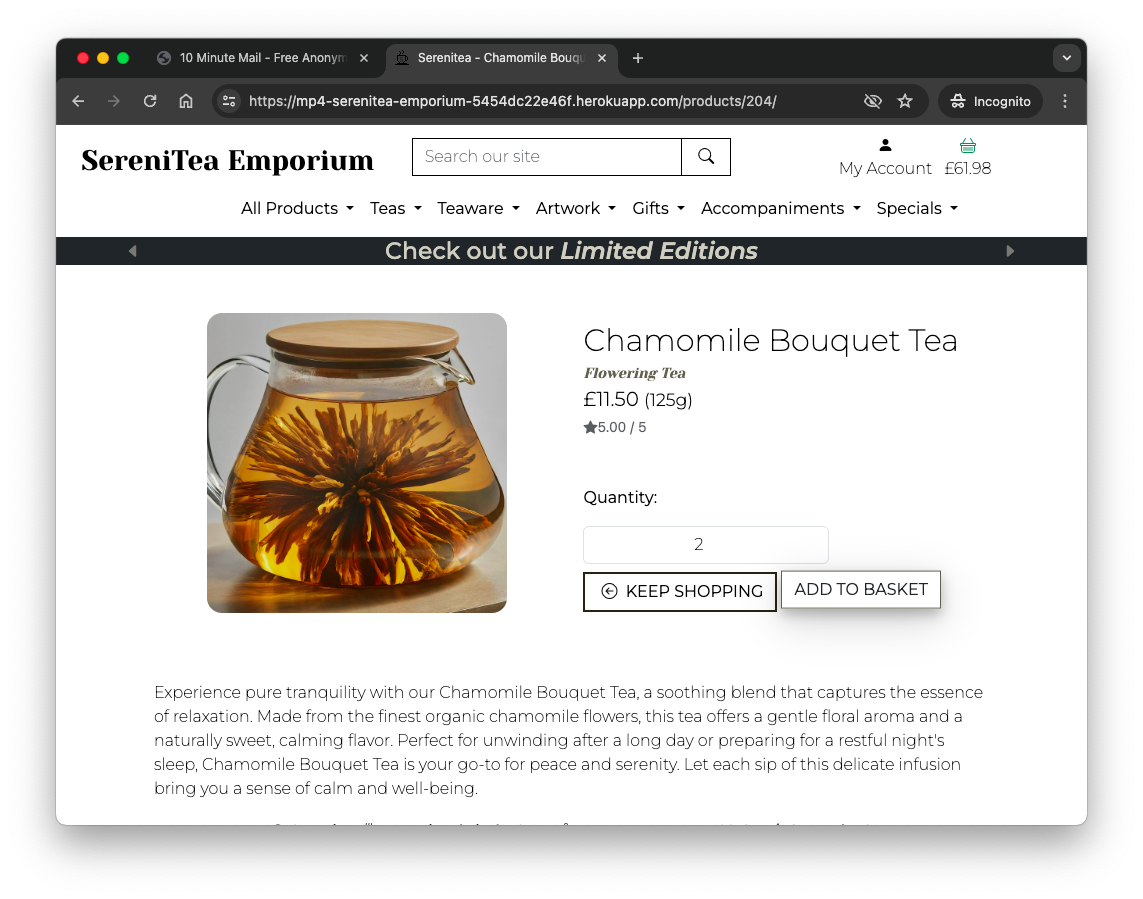 10 Minute Mail - Free Anonym
Serenitea - Chamomile Bouqu
https://mp4-serenitea-emporium-5454dc22e46f.herokuapp.com/products/204/
Incognito
SereniTea Emporium
Search our site
My Account
£61.98
All Products Teas Teaware Artwork Gifts Accompaniments Specials
Check out our Limited Editions
Chamomile Bouquet Tea
Flowering Tea
£11.50 (125g)
5.00 / 5
Quantity:
2
KEEP SHOPPING
ADD TO BASKET
Experience pure tranquility with our Chamomile Bouquet Tea, a soothing blend that captures the essence
of relaxation. Made from the finest organic chamomile flowers, this tea offers a gentle floral aroma and a
naturally sweet, calming flavor. Perfect for unwinding after a long day or preparing for a restful night's
sleep, Chamomile Bouquet Tea is your go-to for peace and serenity. Let each sip of this delicate infusion
bring you a sense of calm and well-being.